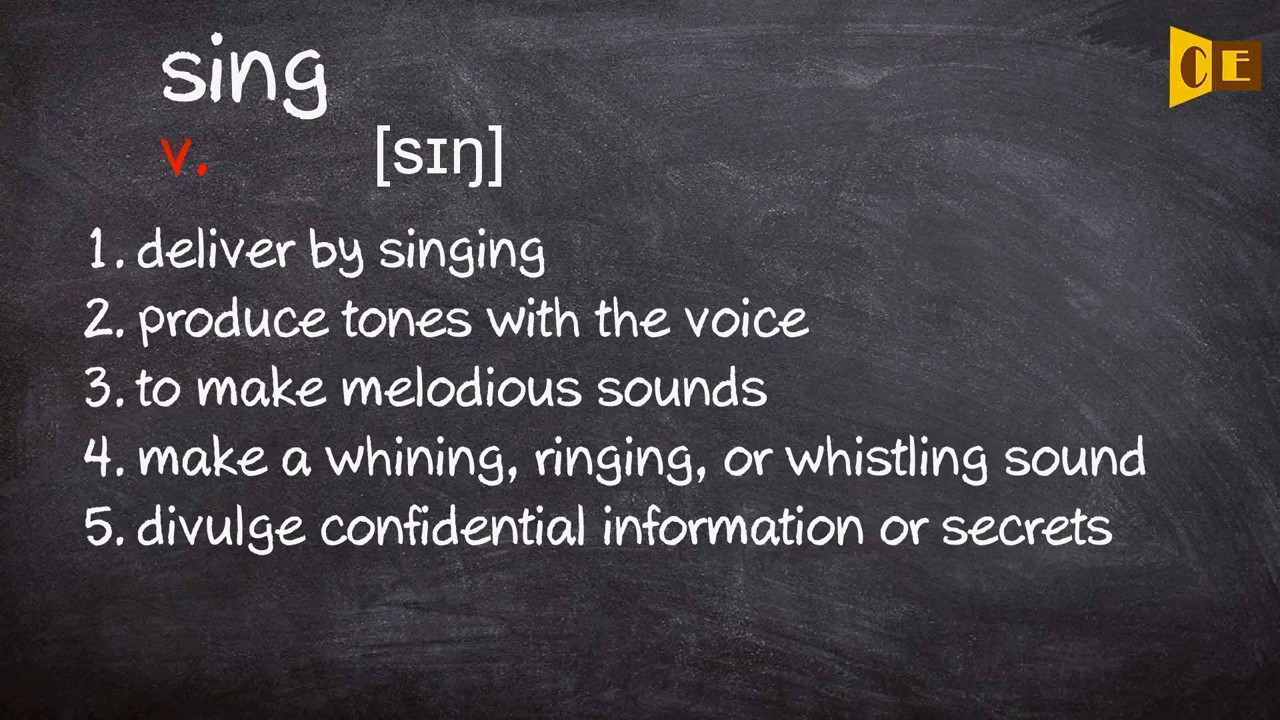 sing
CE
v. [sɪŋ]
1. deliver by singing
2. produce tones with the voice
3. to make melodious sounds
4. make a whining, ringing, or whistling sound
5. divulge confidential information or secrets